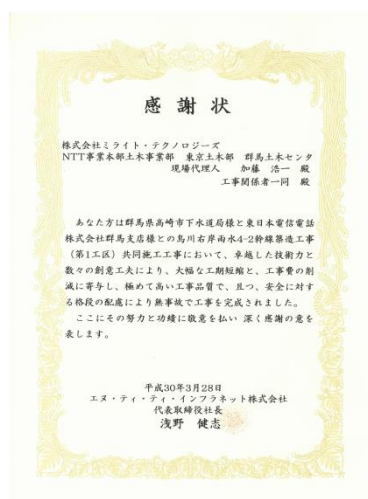 感謝状
株式会社ミライト・テクノロジーズ
NTT事業本部土木事業部 東京土木部 群馬土木センタ
現場代理人 加藤 浩一 殿
工事関係者一同 殿
あなた方は群馬県高崎市下水道局様と東日本電信電話
株式会社群馬支店様との烏川右岸雨水4-2幹線築造工事
(第1工区)共同施工工事において、卓越した技術力と
数々の創意工夫により、大幅な工期短縮と、工事費の削
減に寄与し、極めて高い工事品質で、且つ、安全に対す
る格段の配慮により無事故で工事を完成されました。
ここにその努力と功績に敬意を払い 深く感謝の意を
表します。
平成30年3月28日
エヌ・ティ・ティ・インフラネット株式会社
代表取締役社長
浅野 健志